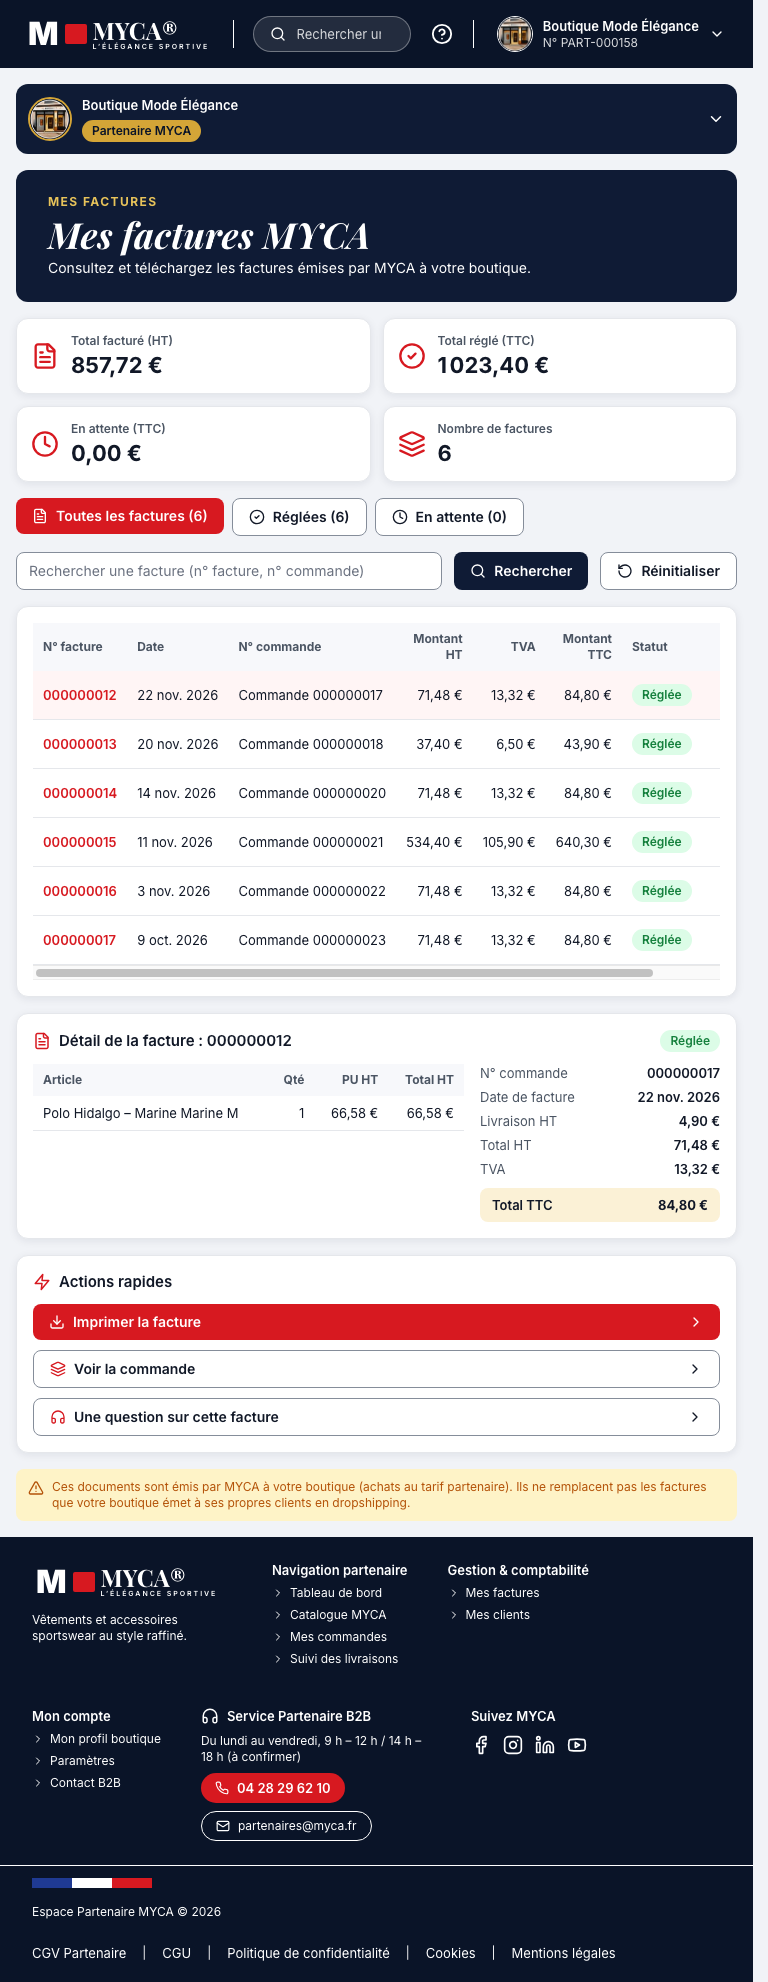 M MYCA®
L'ÉLÉGANCE SPORTIVE
Rechercher un
Boutique Mode Élégance
N° PART-000158
Boutique Mode Élégance
Partenaire MYCA
MES FACTURES
Mes factures MYCA
Consultez et téléchargez les factures émises par MYCA à votre boutique.
Total facturé (HT)
857,72 €
Total réglé (TTC)
1 023,40 €
En attente (TTC)
0,00 €
Nombre de factures
6
Toutes les factures (6)
Réglées (6)
En attente (0)
Rechercher une facture (n° facture, n° commande)
Rechercher
Réinitialiser
N° facture Date N° commande Montant HT TVA Montant TTC Statut
000000012 22 nov. 2026 Commande 000000017 71,48 € 13,32 € 84,80 € Réglée
000000013 20 nov. 2026 Commande 000000018 37,40 € 6,50 € 43,90 € Réglée
000000014 14 nov. 2026 Commande 000000020 71,48 € 13,32 € 84,80 € Réglée
000000015 11 nov. 2026 Commande 000000021 534,40 € 105,90 € 640,30 € Réglée
000000016 3 nov. 2026 Commande 000000022 71,48 € 13,32 € 84,80 € Réglée
000000017 9 oct. 2026 Commande 000000023 71,48 € 13,32 € 84,80 € Réglée
Détail de la facture : 000000012
Réglée
Article Qté PU HT Total HT
Polo Hidalgo – Marine Marine M 1 66,58 € 66,58 €
N° commande 000000017
Date de facture 22 nov. 2026
Livraison HT 4,90 €
Total HT 71,48 €
TVA 13,32 €
Total TTC 84,80 €
Actions rapides
Imprimer la facture
Voir la commande
Une question sur cette facture
Ces documents sont émis par MYCA à votre boutique (achats au tarif partenaire). Ils ne remplacent pas les factures
que votre boutique émet à ses propres clients en dropshipping.
M MYCA®
L'ÉLÉGANCE SPORTIVE
Vêtements et accessoires
sportswear au style raffiné.
Navigation partenaire
Tableau de bord
Catalogue MYCA
Mes commandes
Suivi des livraisons
Gestion & comptabilité
Mes factures
Mes clients
Mon compte
Mon profil boutique
Paramètres
Contact B2B
Service Partenaire B2B
Du lundi au vendredi, 9 h – 12 h / 14 h –
18 h (à confirmer)
04 28 29 62 10
partenaires@myca.fr
Suivez MYCA
Espace Partenaire MYCA © 2026
CGV Partenaire | CGU | Politique de confidentialité | Cookies | Mentions légales